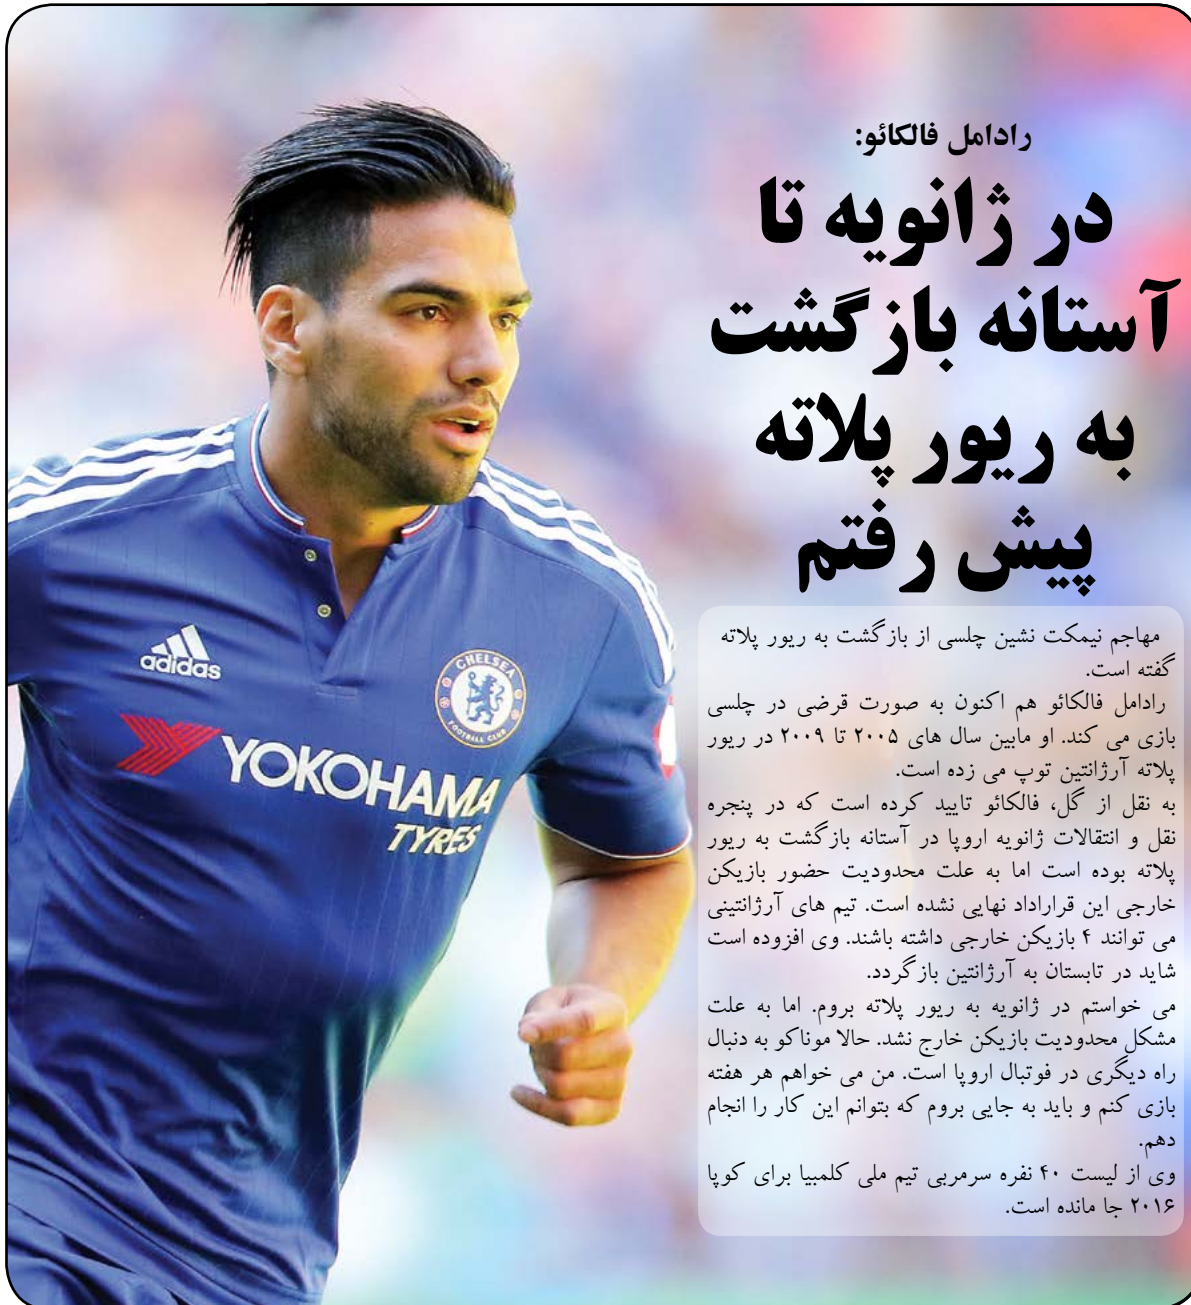 رادامل فالکائو:
در ژانویه تا
آستانه بازگشت
به ریور پلاته
پیش رفتم
مهاجم نیمکت نشین چلسی از بازگشت به ریور پلاته
گفته است.
رادامل فالکائو هم اکنون به صورت قرضی در چلسی
بازی می کند. او مابین سال های ۲۰۰۵ تا ۲۰۰۹ در ریور
پلاته آرژانتین توپ می زده است.
به نقل از گل، فالکائو تایید کرده است که در پنجره
نقل و انتقالات ژانویه اروپا در آستانه بازگشت به ریور
پلاته بوده است اما به علت محدودیت حضور بازیکن
خارجی این قراراداد نهایی نشده است. تیم های آرژانتینی
می توانند ۴ بازیکن خارجی داشته باشند. وی افزوده است
شاید در تابستان به آرژانتین بازگردد.
می خواستم در ژانویه به ریور پلاته بروم. اما به علت
مشکل محدودیت بازیکن خارج نشد. حالا موناکو به دنبال
راه دیگری در فوتبال اروپا است. من می خواهم هر هفته
بازی کنم و باید به جایی بروم که بتوانم این کار را انجام
دهم.
وی از لیست ۴۰ نفره سرمربی تیم ملی کلمبیا برای کوپا
۲۰۱۶ جا مانده است.
adidas
CHELSEA
FOOTBALL CLUB
YOKOHAMA
TYRES